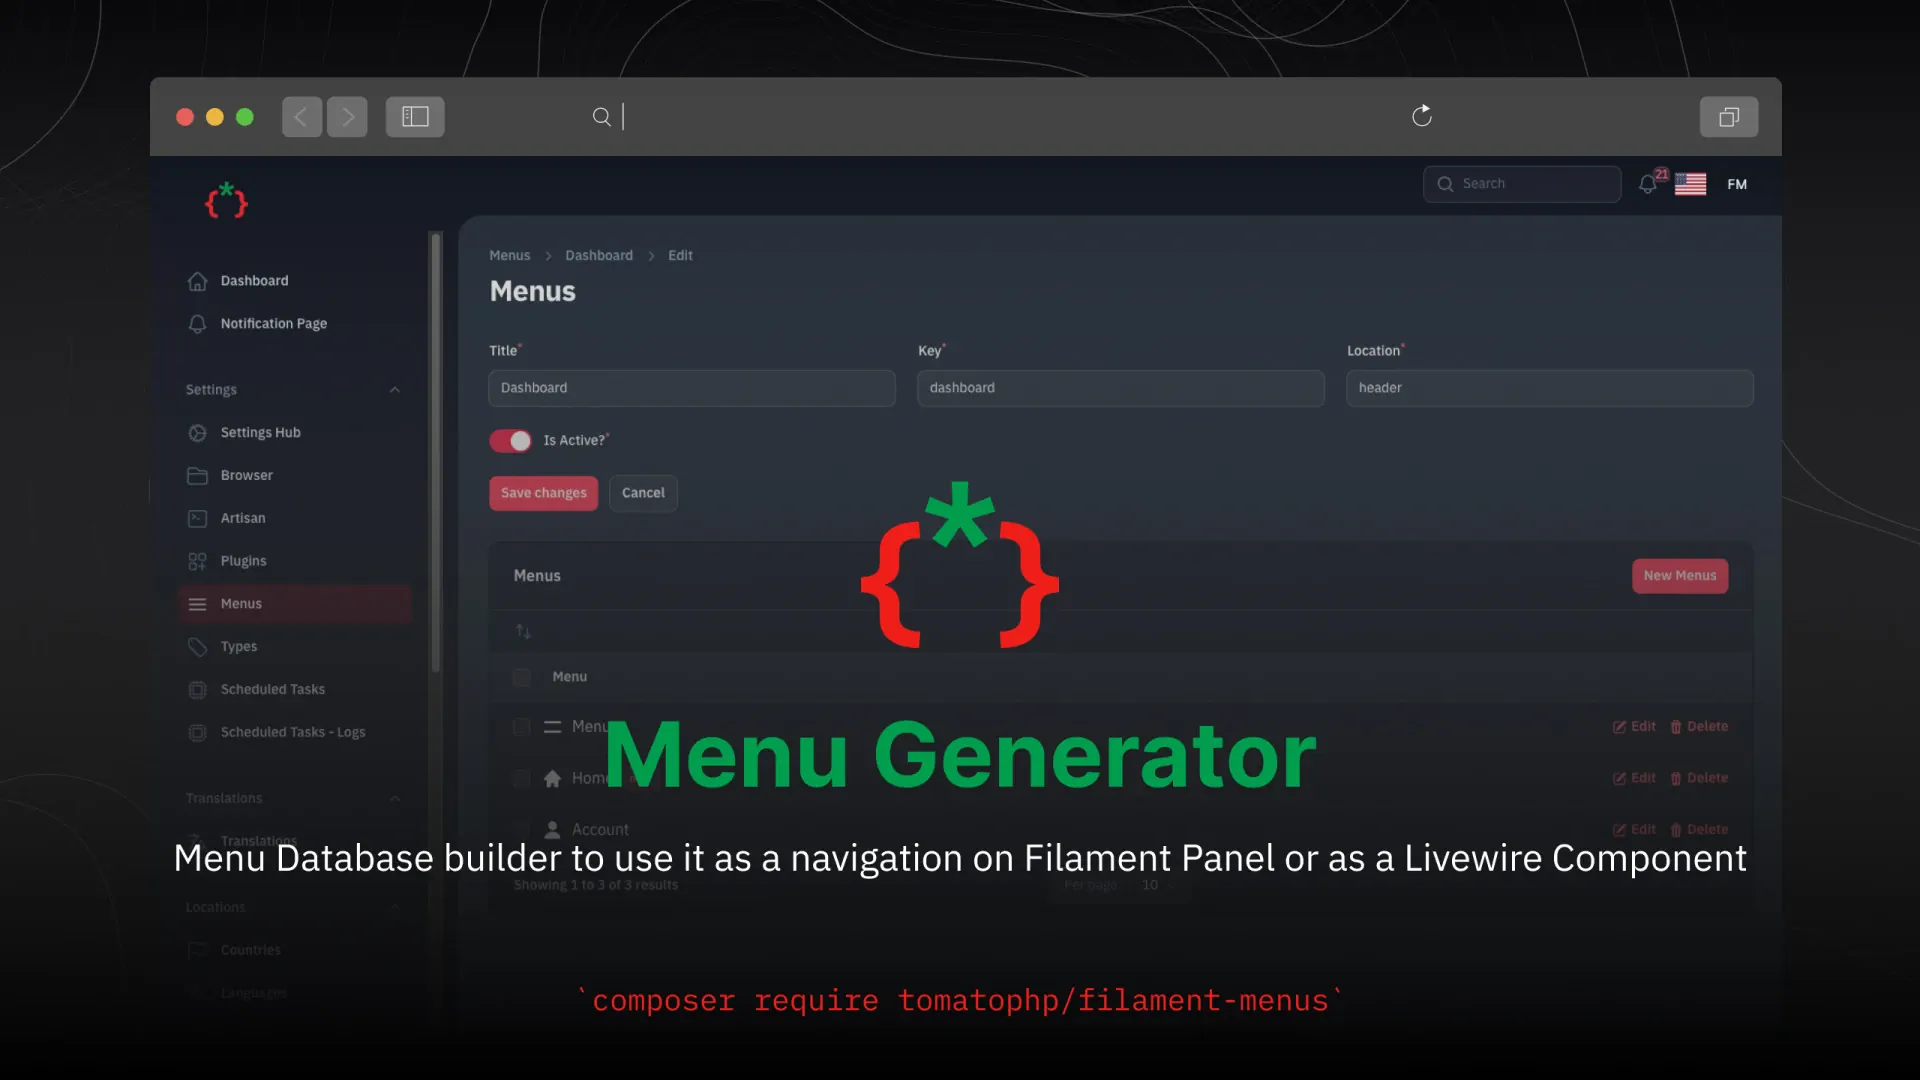 Search
21
FM
Dashboard
Notification Page
Settings
Settings Hub
Browser
Artisan
Plugins
Menus
Types
Scheduled Tasks
Scheduled Tasks - Logs
Translations
Translations
Locations
Countries
Languages
Menus > Dashboard > Edit
Menus
Title* Key* Location*
Dashboard dashboard header
Is Active?*
Save changes Cancel
{*}
Menus New Menus
Menu
Menu Edit Delete
Home Edit Delete
Account Edit Delete
Showing 1 to 3 of 3 results Per page 10
Menu Generator
Menu Database builder to use it as a navigation on Filament Panel or as a Livewire Component
`composer require tomatophp/filament-menus`